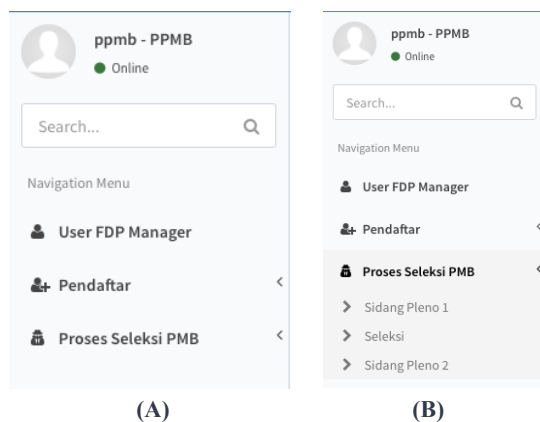 ppmb - PPMB
Online
Search...
Navigation Menu
User FDP Manager
Pendaftar
Proses Seleksi PMB
(A)
ppmb - PPMB
Online
Search...
Navigation Menu
User FDP Manager
Pendaftar
Proses Seleksi PMB
Sidang Pleno 1
Seleksi
Sidang Pleno 2
(B)